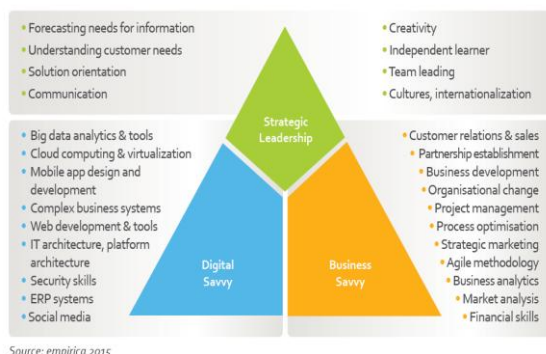 • Forecasting needs for information
• Understanding customer needs
• Solution orientation
• Communication
• Creativity
• Independent learner
• Team leading
• Cultures, internationalization
Strategic
Leadership
• Big data analytics & tools
• Cloud computing & virtualization
• Mobile app design and
development
• Complex business systems
• Web development & tools
• IT architecture, platform
architecture
• Security skills
• ERP systems
• Social media
Digital
Savvy
Business
Savvy
• Customer relations & sales
• Partnership establishment
• Business development
• Organisational change
• Project management
• Process optimisation
• Strategic marketing
• Agile methodology
• Business analytics
• Market analysis
• Financial skills
Source: empirica 2015